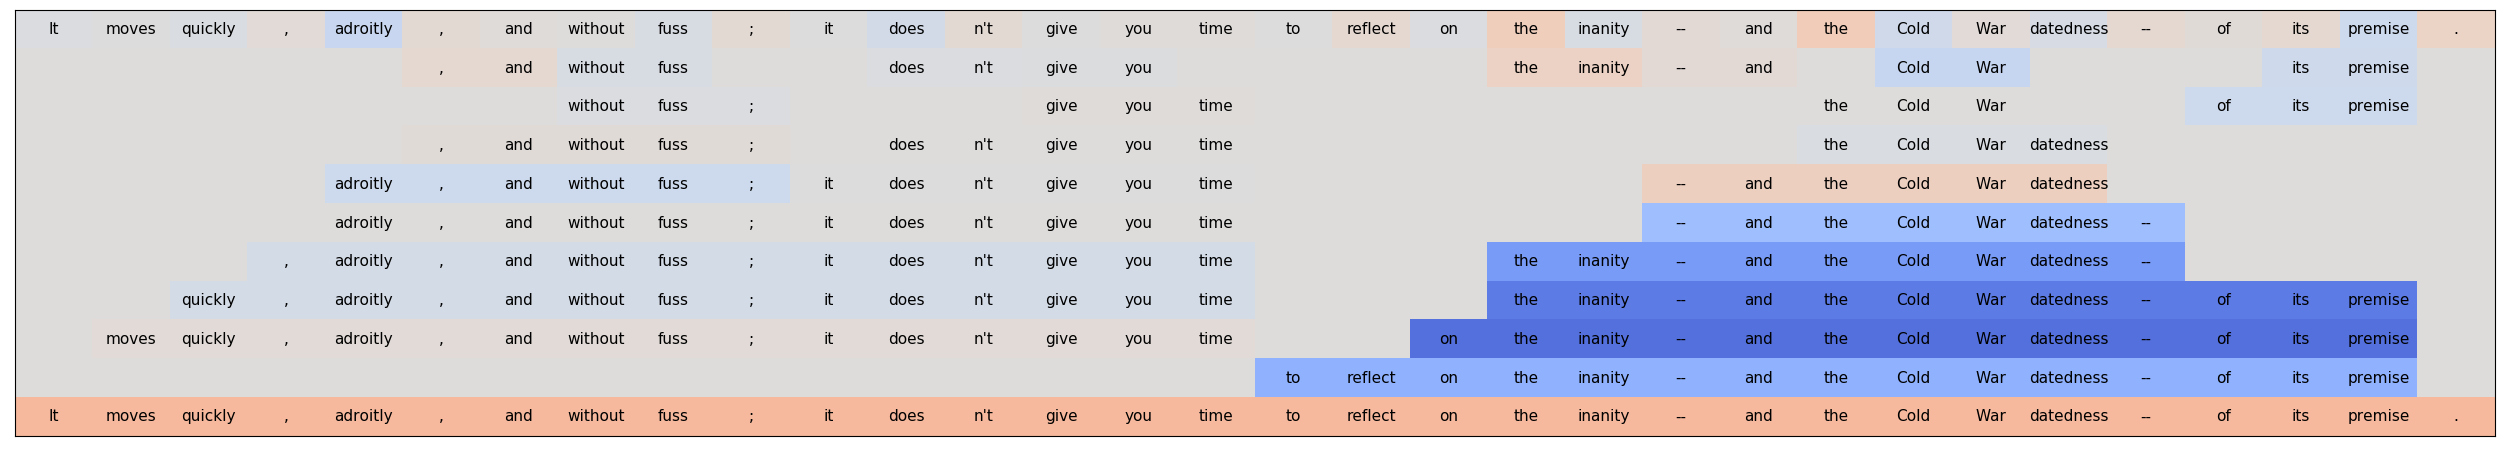 It moves quickly , adroitly , and without fuss ; it does n't give you time to reflect on the inanity -- and the Cold War datedness -- of its premise .
, and without fuss does n't give you the inanity -- and Cold War its premise
without fuss ; give you time the Cold War of its premise
, and without fuss ; does n't give you time the Cold War datedness
adroitly , and without fuss ; it does n't give you time -- and the Cold War datedness
adroitly , and without fuss ; it does n't give you time -- and the Cold War datedness --
, adroitly , and without fuss ; it does n't give you time the inanity -- and the Cold War datedness --
quickly , adroitly , and without fuss ; it does n't give you time the inanity -- and the Cold War datedness -- of its premise
moves quickly , adroitly , and without fuss ; it does n't give you time on the inanity -- and the Cold War datedness -- of its premise
to reflect on the inanity -- and the Cold War datedness -- of its premise
It moves quickly , adroitly , and without fuss ; it does n't give you time to reflect on the inanity -- and the Cold War datedness -- of its premise .